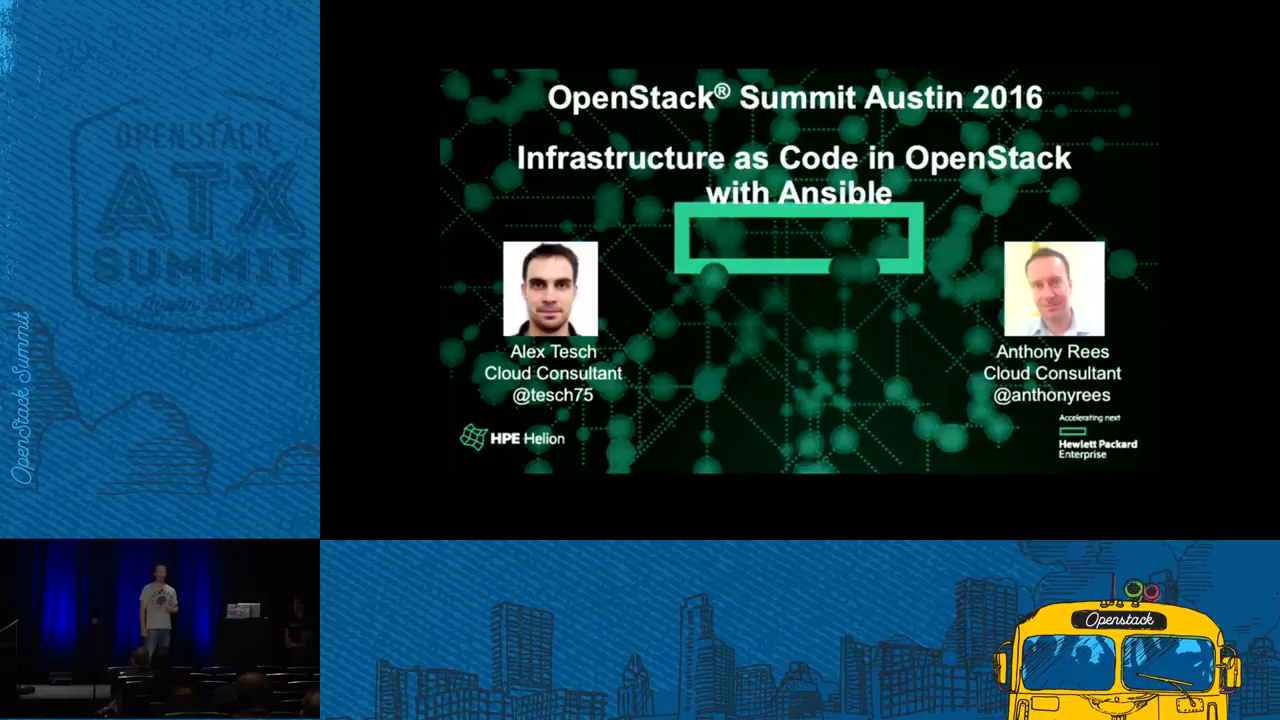 OpenStack® Summit Austin 2016
Infrastructure as Code in OpenStack
with Ansible
Alex Tesch
Cloud Consultant
@tesch75
Anthony Rees
Cloud Consultant
@anthonyrees
HPE Helion
Accelerating next
Hewlett Packard
Enterprise
OPENSTACK
ATX
SUMMIT
OpenStack Summit
Openstack